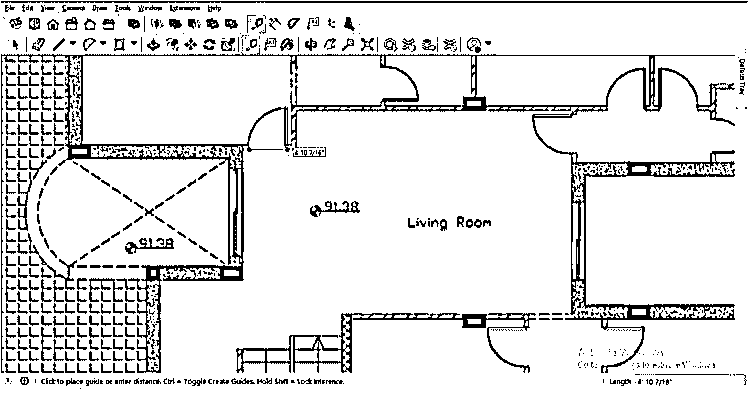 File Edit View Camera Draw Tools Window Extensions Help
4' 10 7/16"
91.38
Living Room
91.38
Click to place guide or enter distance. Ctrl = Toggle Create Guides. Hold Shift = Lock Inference.
Length ~ 4' 10 7/16"